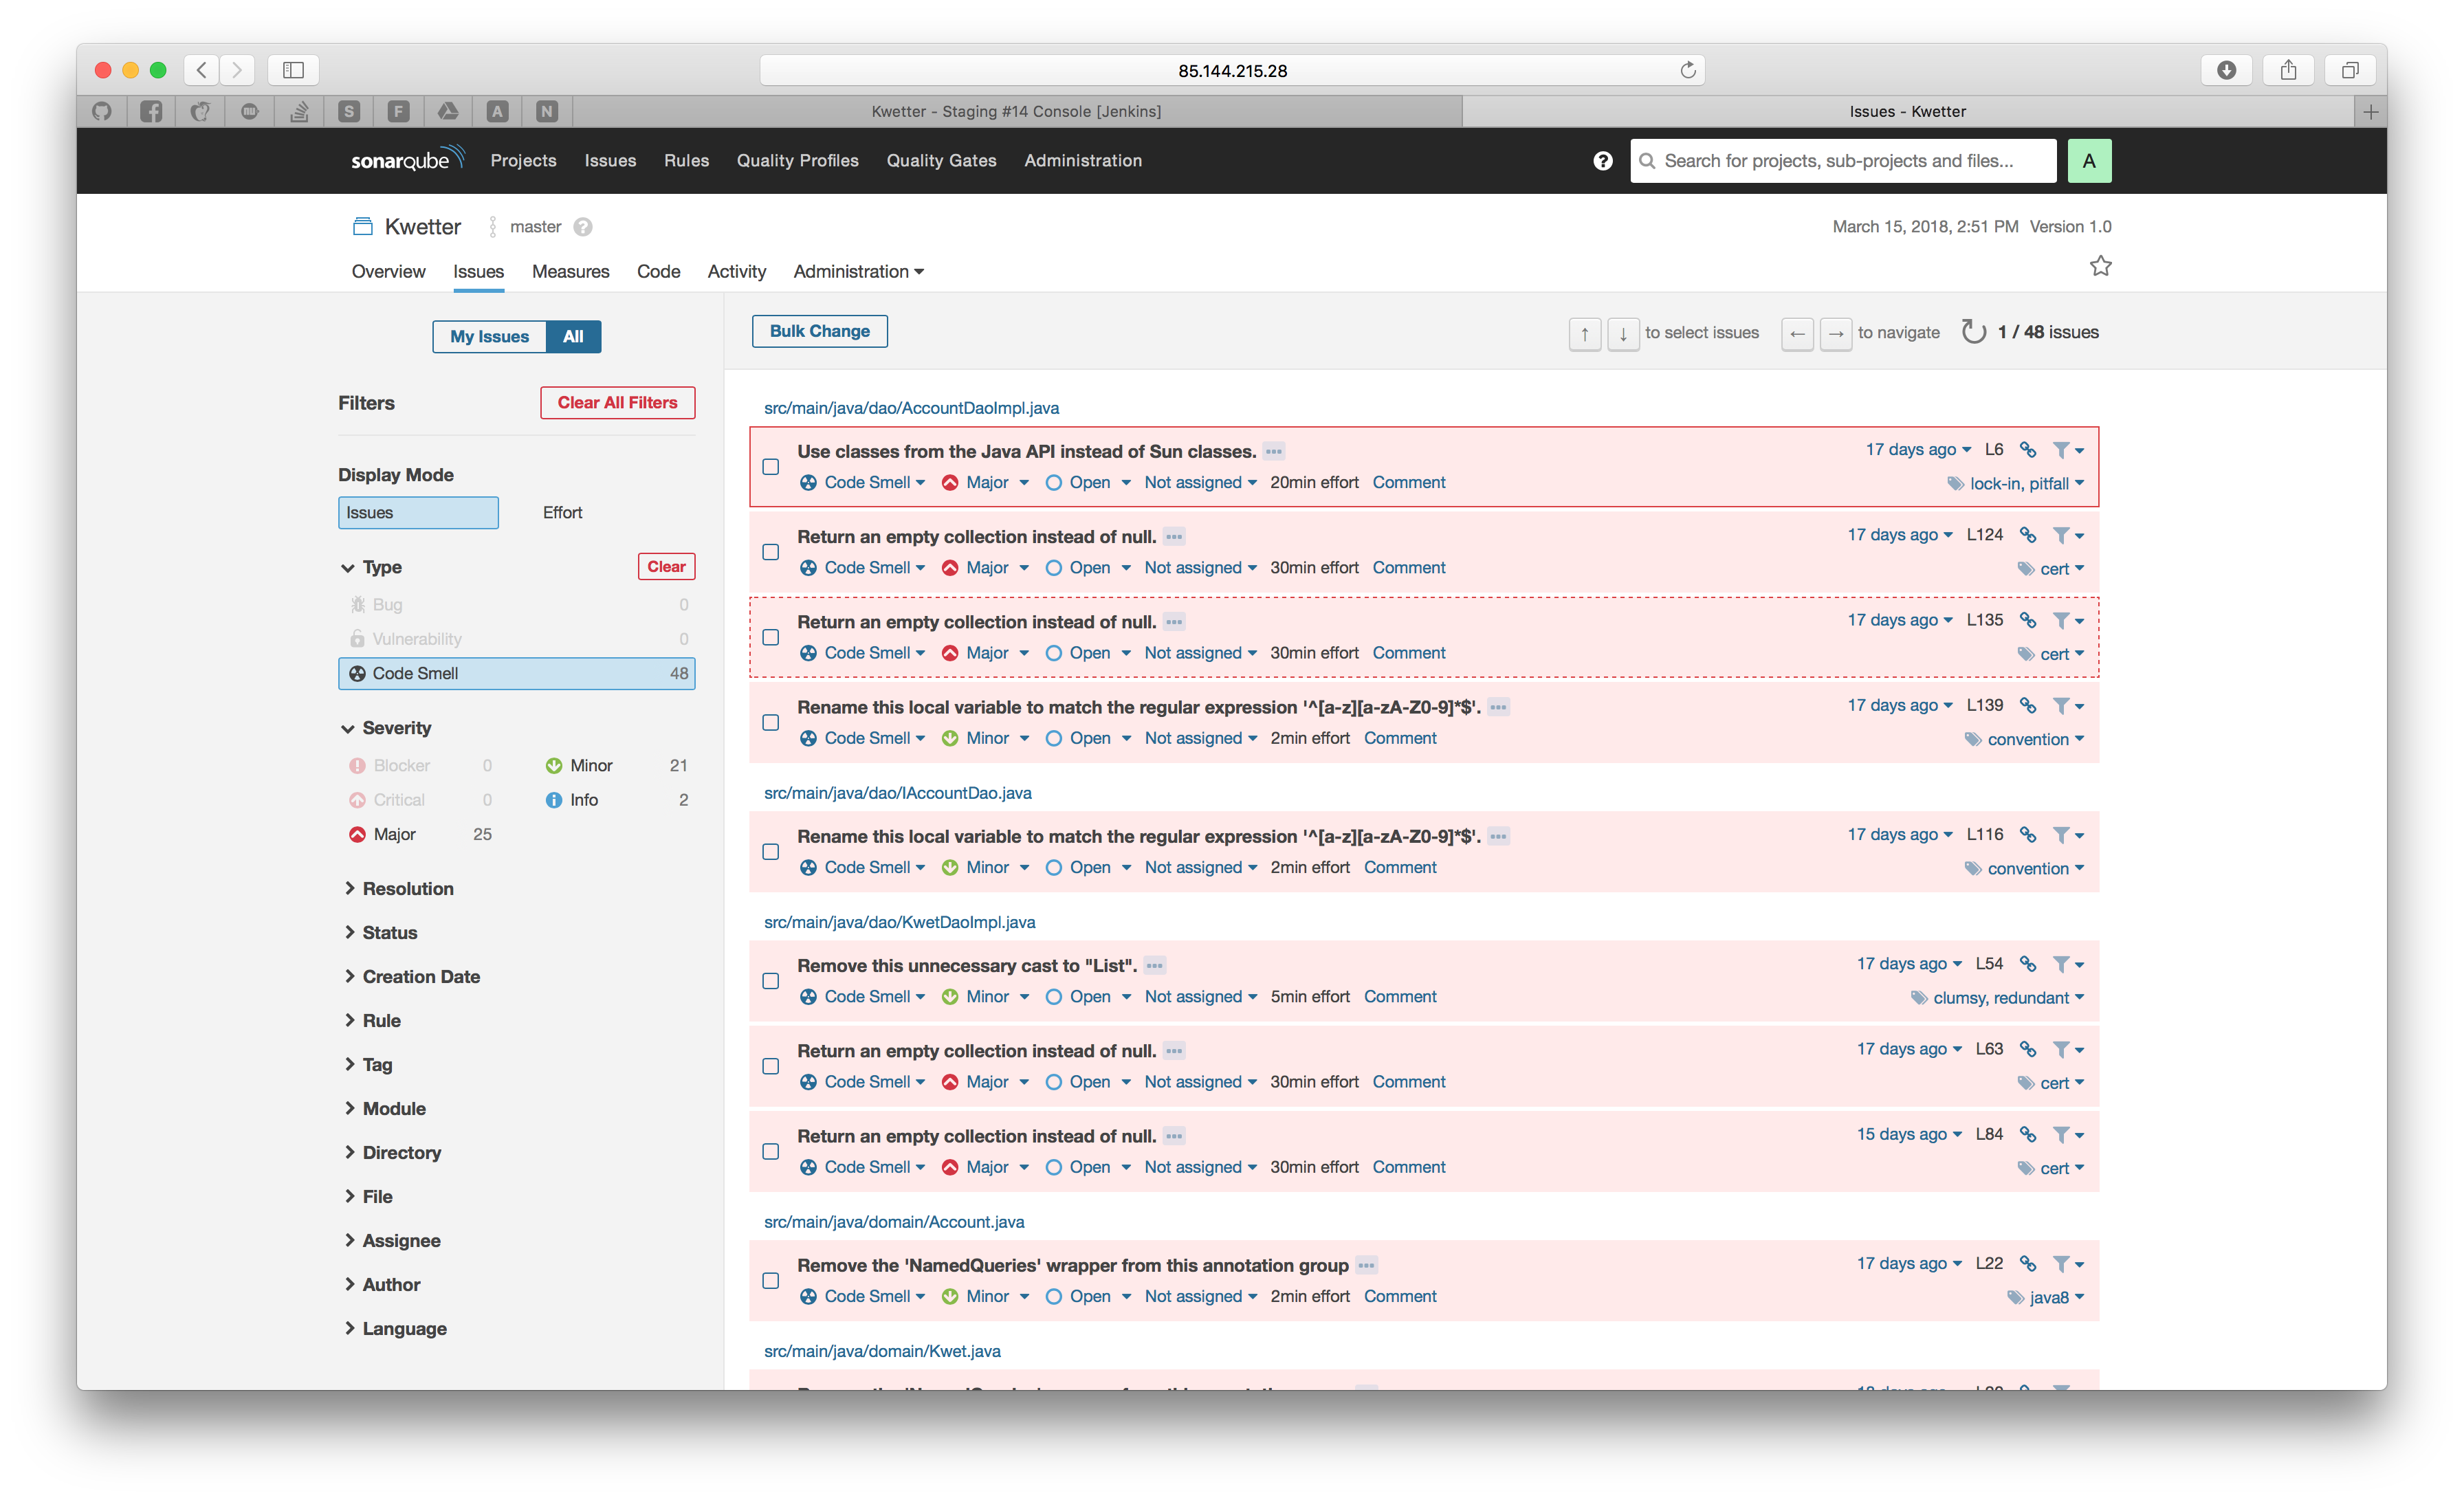 85.144.215.28
S F A N
Kwetter - Staging #14 Console [Jenkins]
Issues - Kwetter
sonarqube Projects Issues Rules Quality Profiles Quality Gates Administration
? Search for projects, sub-projects and files... A
Kwetter master ?
March 15, 2018, 2:51 PM Version 1.0
Overview Issues Measures Code Activity Administration
My Issues All
Filters Clear All Filters
Display Mode
Issues Effort
Type Clear
Bug 0
Vulnerability 0
Code Smell 48
Severity
Blocker 0 Minor 21
Critical 0 Info 2
Major 25
Resolution
Status
Creation Date
Rule
Tag
Module
Directory
File
Assignee
Author
Language
Bulk Change
↑ ↓ to select issues ← → to navigate 1 / 48 issues
src/main/java/dao/AccountDaoImpl.java
Use classes from the Java API instead of Sun classes. 17 days ago L6
Code Smell Major Open Not assigned 20min effort Comment lock-in, pitfall
Return an empty collection instead of null. 17 days ago L124
Code Smell Major Open Not assigned 30min effort Comment cert
Return an empty collection instead of null. 17 days ago L135
Code Smell Major Open Not assigned 30min effort Comment cert
Rename this local variable to match the regular expression '^[a-z][a-zA-Z0-9]*$'. 17 days ago L139
Code Smell Minor Open Not assigned 2min effort Comment convention
src/main/java/dao/IAccountDao.java
Rename this local variable to match the regular expression '^[a-z][a-zA-Z0-9]*$'. 17 days ago L116
Code Smell Minor Open Not assigned 2min effort Comment convention
src/main/java/dao/KwetDaoImpl.java
Remove this unnecessary cast to "List". 17 days ago L54
Code Smell Minor Open Not assigned 5min effort Comment clumsy, redundant
Return an empty collection instead of null. 17 days ago L63
Code Smell Major Open Not assigned 30min effort Comment cert
Return an empty collection instead of null. 15 days ago L84
Code Smell Major Open Not assigned 30min effort Comment cert
src/main/java/domain/Account.java
Remove the 'NamedQueries' wrapper from this annotation group 17 days ago L22
Code Smell Minor Open Not assigned 2min effort Comment java8
src/main/java/domain/Kwet.java